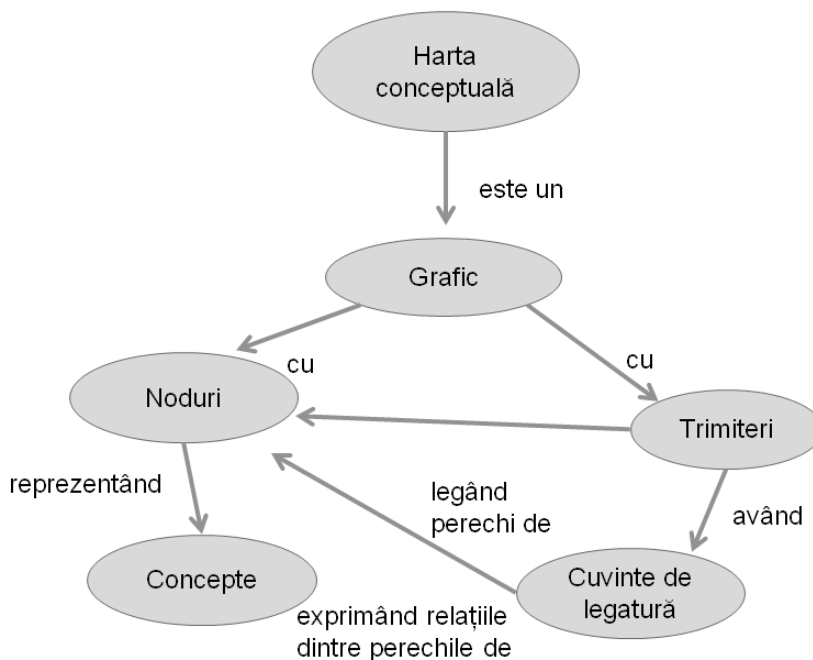 Harta
conceptuală
este un
Grafic
cu
cu
Noduri
Trimiteri
reprezentând
legând
perechi de
având
Concepte
Cuvinte de
legatură
exprimând relațiile
dintre perechile de